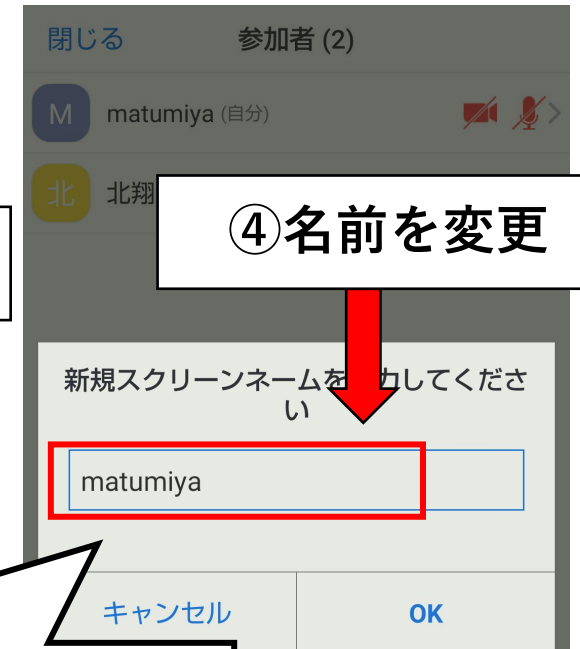 閉じる 参加者 (2)
M matumiya (自分)
北 北翔
④名前を変更
新規スクリーンネームを 力してくださ
い
matumiya
キャンセル OK